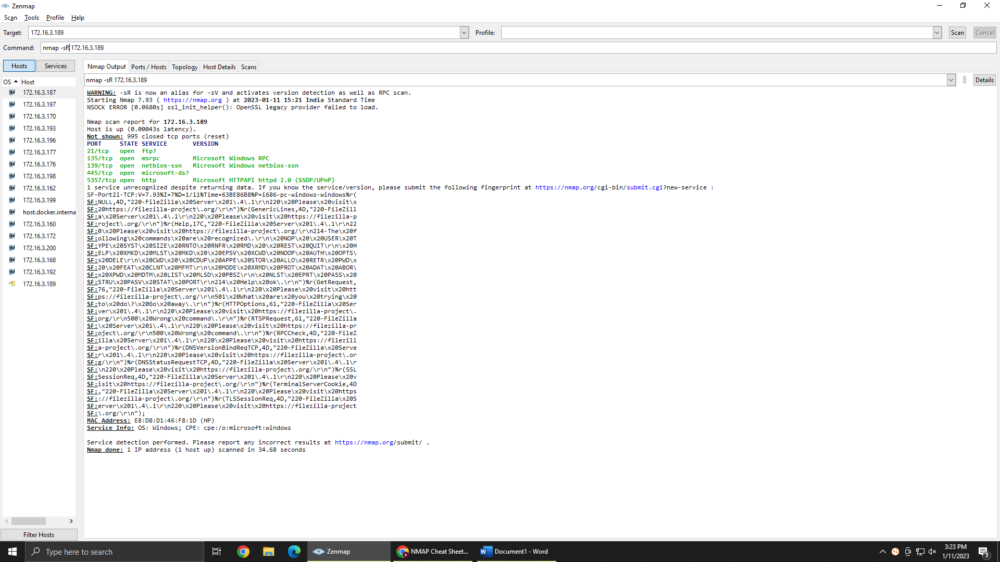 Zenmap
Scan Tools Profile Help
Target: 172.16.3.189 Profile: Scan Cancel
Command: nmap -sR 172.16.3.189
Hosts Services
Nmap Output Ports / Hosts Topology Host Details Scans
OS Host
nmap -sR 172.16.3.189 Details
172.16.3.187
172.16.3.197
172.16.3.170
172.16.3.193
172.16.3.196
172.16.3.177
172.16.3.176
172.16.3.198
172.16.3.162
172.16.3.199
host.docker.interna
172.16.3.160
172.16.3.172
172.16.3.200
172.16.3.168
172.16.3.192
172.16.3.189
Filter Hosts
WARNING: -sR is now an alias for -sV and activates version detection as well as RPC scan.
Starting Nmap 7.93 ( https://nmap.org ) at 2023-01-11 15:21 India Standard Time
NSOCK ERROR [0.0680s] ssl_init_helper(): OpenSSL legacy provider failed to load.
Nmap scan report for 172.16.3.189
Host is up (0.00043s latency).
Not shown: 995 closed tcp ports (reset)
PORT STATE SERVICE VERSION
21/tcp open ftp?
135/tcp open msrpc Microsoft Windows RPC
139/tcp open netbios-ssn Microsoft Windows netbios-ssn
445/tcp open microsoft-ds?
5357/tcp open http Microsoft HTTPAPI httpd 2.0 (SSDP/UPnP)
1 service unrecognized despite returning data. If you know the service/version, please submit the following fingerprint at https://nmap.org/cgi-bin/submit.cgi?new-service :
SF-Port21-TCP:V=7.93%I=7%D=1/11%Time=63BE86B8%P=i686-pc-windows-windows%r(
SF:NULL,4D,"220-FileZilla\x20Server\x201\.4\.1\r\n220\x20Please\x20visit\x
SF:20https://filezilla-project\.org/\r\n")%r(GenericLines,4D,"220-FileZill
SF:a\x20Server\x201\.4\.1\r\n220\x20Please\x20visit\x20https://filezilla-p
SF:roject\.org/\r\n")%r(Help,17C,"220-FileZilla\x20Server\x201\.4\.1\r\n22
SF:0\x20Please\x20visit\x20https://filezilla-project\.org/\r\n214-The\x20f
SF:ollowing\x20commands\x20are\x20recognized\.\r\n\x20NOP\x20\x20USER\x20T
SF:YPE\x20SYST\x20SIZE\x20RNTO\x20RNFR\x20RMD\x20\x20REST\x20QUIT\r\n\x20H
SF:ELP\x20XMKD\x20MLST\x20MKD\x20\x20EPSV\x20XCWD\x20NOOP\x20AUTH\x20OPTS\
SF:x20DELE\r\n\x20CWD\x20\x20CDUP\x20APPE\x20STOR\x20ALLO\x20RETR\x20PWD\x
SF:20\x20FEAT\x20CLNT\x20MFMT\r\n\x20MODE\x20XRMD\x20PROT\x20ADAT\x20ABOR\
SF:x20XPWD\x20MDTM\x20LIST\x20MLSD\x20PBSZ\r\n\x20NLST\x20EPRT\x20PASS\x20
SF:STRU\x20PASV\x20STAT\x20PORT\r\n214\x20Help\x20ok\.\r\n")%r(GetRequest,
SF:76,"220-FileZilla\x20Server\x201\.4\.1\r\n220\x20Please\x20visit\x20htt
SF:ps://filezilla-project\.org/\r\n501\x20What\x20are\x20you\x20trying\x20
SF:to\x20do\?\x20Go\x20away\.\r\n")%r(HTTPOptions,61,"220-FileZilla\x20Ser
SF:ver\x201\.4\.1\r\n220\x20Please\x20visit\x20https://filezilla-project\.
SF:org/\r\n500\x20Wrong\x20command\.\r\n")%r(RTSPRequest,61,"220-FileZilla
SF:\x20Server\x201\.4\.1\r\n220\x20Please\x20visit\x20https://filezilla-pr
SF:oject\.org/\r\n500\x20Wrong\x20command\.\r\n")%r(RPCCheck,4D,"220-FileZ
SF:illa\x20Server\x201\.4\.1\r\n220\x20Please\x20visit\x20https://filezill
SF:a-project\.org/\r\n")%r(DNSVersionBindReqTCP,4D,"220-FileZilla\x20Serve
SF:r\x201\.4\.1\r\n220\x20Please\x20visit\x20https://filezilla-project\.or
SF:g/\r\n")%r(DNSStatusRequestTCP,4D,"220-FileZilla\x20Server\x201\.4\.1\r
SF:\n220\x20Please\x20visit\x20https://filezilla-project\.org/\r\n")%r(SSL
SF:SessionReq,4D,"220-FileZilla\x20Server\x201\.4\.1\r\n220\x20Please\x20v
SF:isit\x20https://filezilla-project\.org/\r\n")%r(TerminalServerCookie,4D
SF:,"220-FileZilla\x20Server\x201\.4\.1\r\n220\x20Please\x20visit\x20https
SF:://filezilla-project\.org/\r\n")%r(TLSSessionReq,4D,"220-FileZilla\x20S
SF:erver\x201\.4\.1\r\n220\x20Please\x20visit\x20https://filezilla-project
SF:\.org/\r\n");
MAC Address: E8:D8:D1:46:F8:1D (HP)
Service Info: OS: Windows; CPE: cpe:/o:microsoft:windows
Service detection performed. Please report any incorrect results at https://nmap.org/submit/ .
Nmap done: 1 IP address (1 host up) scanned in 34.68 seconds
Type here to search
Zenmap
NMAP Cheat Sheet...
Document1 - Word
3:23 PM
1/11/2023
3